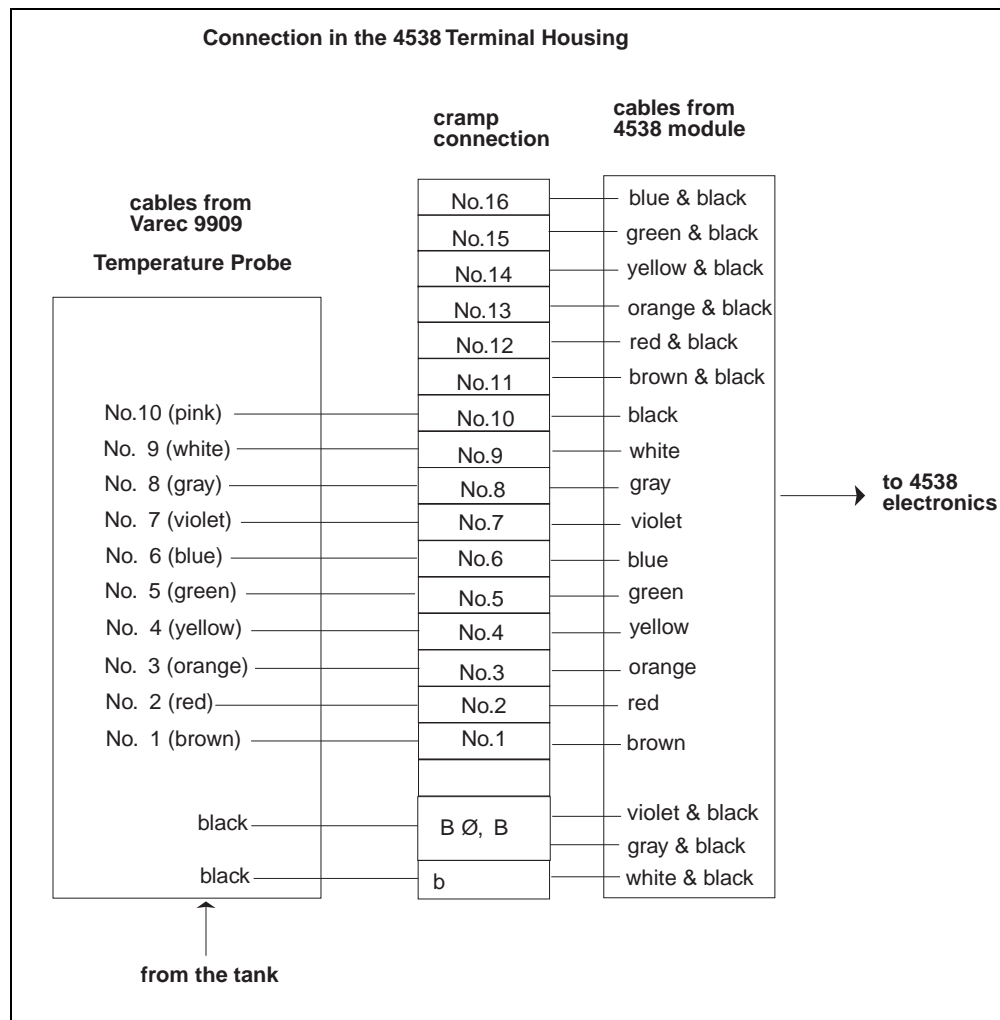 Connection in the 4538 Terminal Housing
cables from
Varec 9909
Temperature Probe
cramp
connection
cables from
4538 module
No.16
blue & black
No.15
green & black
No.14
yellow & black
No.13
orange & black
No.12
red & black
No.11
brown & black
No.10 (pink)
No.10
black
No. 9 (white)
No.9
white
No. 8 (gray)
No.8
gray
No. 7 (violet)
No.7
violet
No. 6 (blue)
No.6
blue
No. 5 (green)
No.5
green
No. 4 (yellow)
No.4
yellow
No. 3 (orange)
No.3
orange
No. 2 (red)
No.2
red
No. 1 (brown)
No.1
brown
black
B Ø, B
violet & black
gray & black
black
b
white & black
to 4538
electronics
from the tank